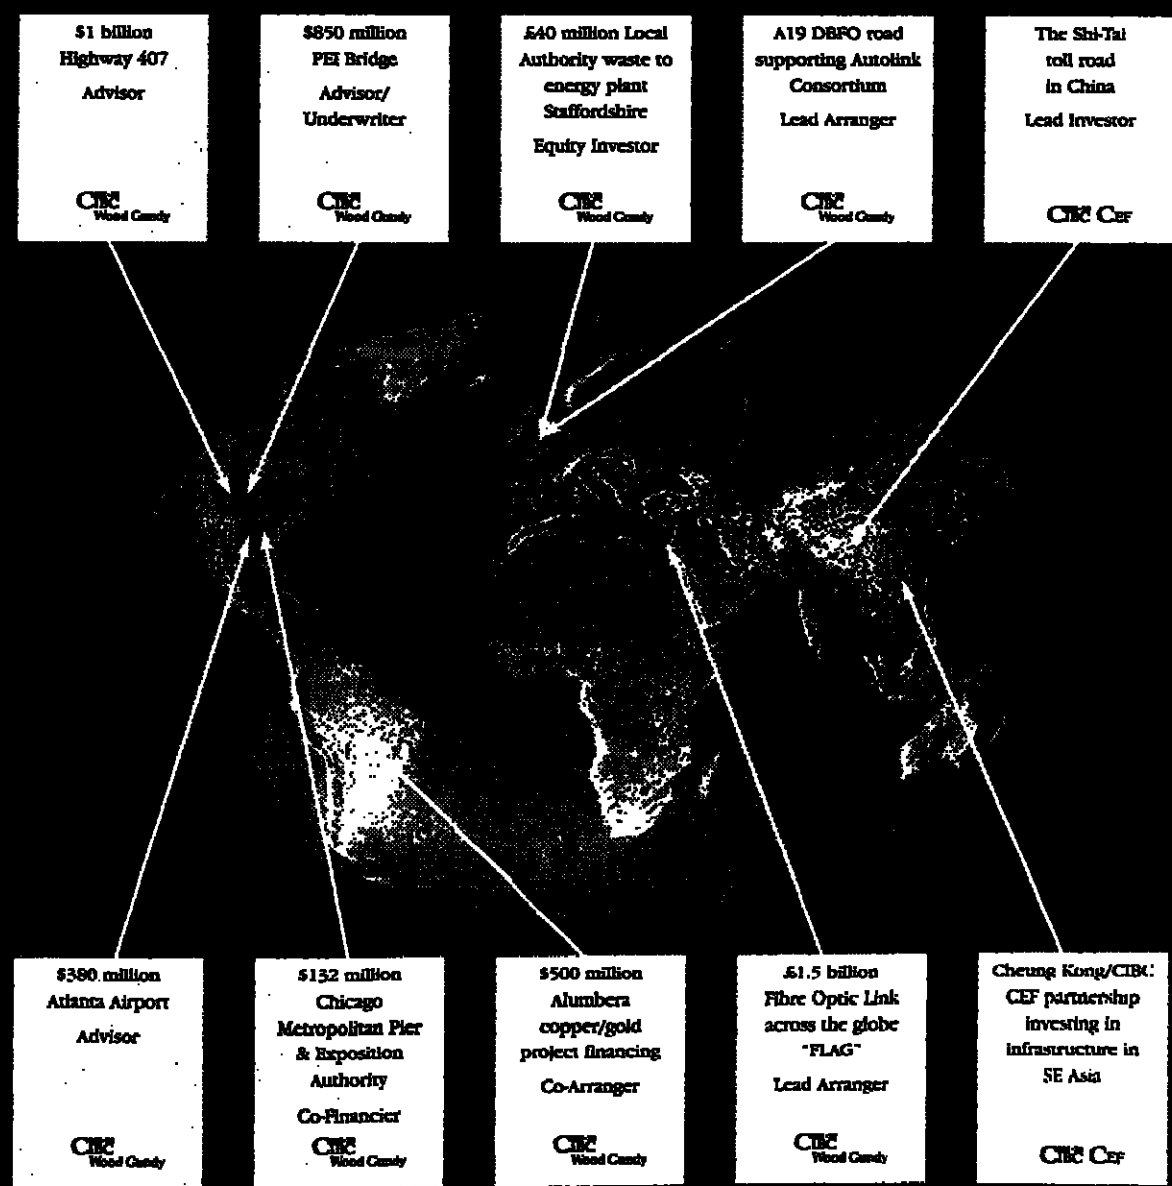 $1 billion
Highway 407
Advisor
CIBC
Wood Gundy
$850 million
PEI Bridge
Advisor/
Underwriter
CIBC
Wood Gundy
£40 million Local
Authority waste to
energy plant
Staffordshire
Equity Investor
CIBC
Wood Gundy
A19 DBFO road
supporting Autolink
Consortium
Lead Arranger
CIBC
Wood Gundy
The Shi-Tai
toll road
in China
Lead Investor
CIBC CEF
$380 million
Atlanta Airport
Advisor
CIBC
Wood Gundy
$132 million
Chicago
Metropolitan Pier
& Exposition
Authority
Co-Financier
CIBC
Wood Gundy
$500 million
Alumbera
copper/gold
project financing
Co-Arranger
CIBC
Wood Gundy
£1.5 billion
Fibre Optic Link
across the globe
"FLAG"
Lead Arranger
CIBC
Wood Gundy
Cheung Kong/CIBC
CEF partnership
investing in
infrastructure in
SE Asia
CIBC CEF